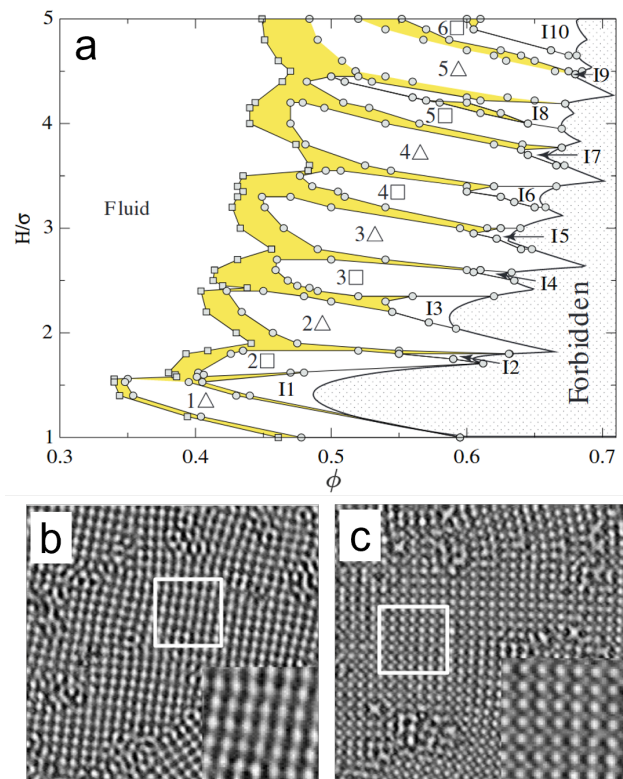 a
5
4
3
2
1
H/σ
0.3
0.4
0.5
0.6
0.7
ϕ
Fluid
Forbidden
6□
I10
5△
I9
I8
5□
I7
4△
I6
4□
I5
3△
I4
3□
I3
2△
I2
2□
I1
1△
b
c